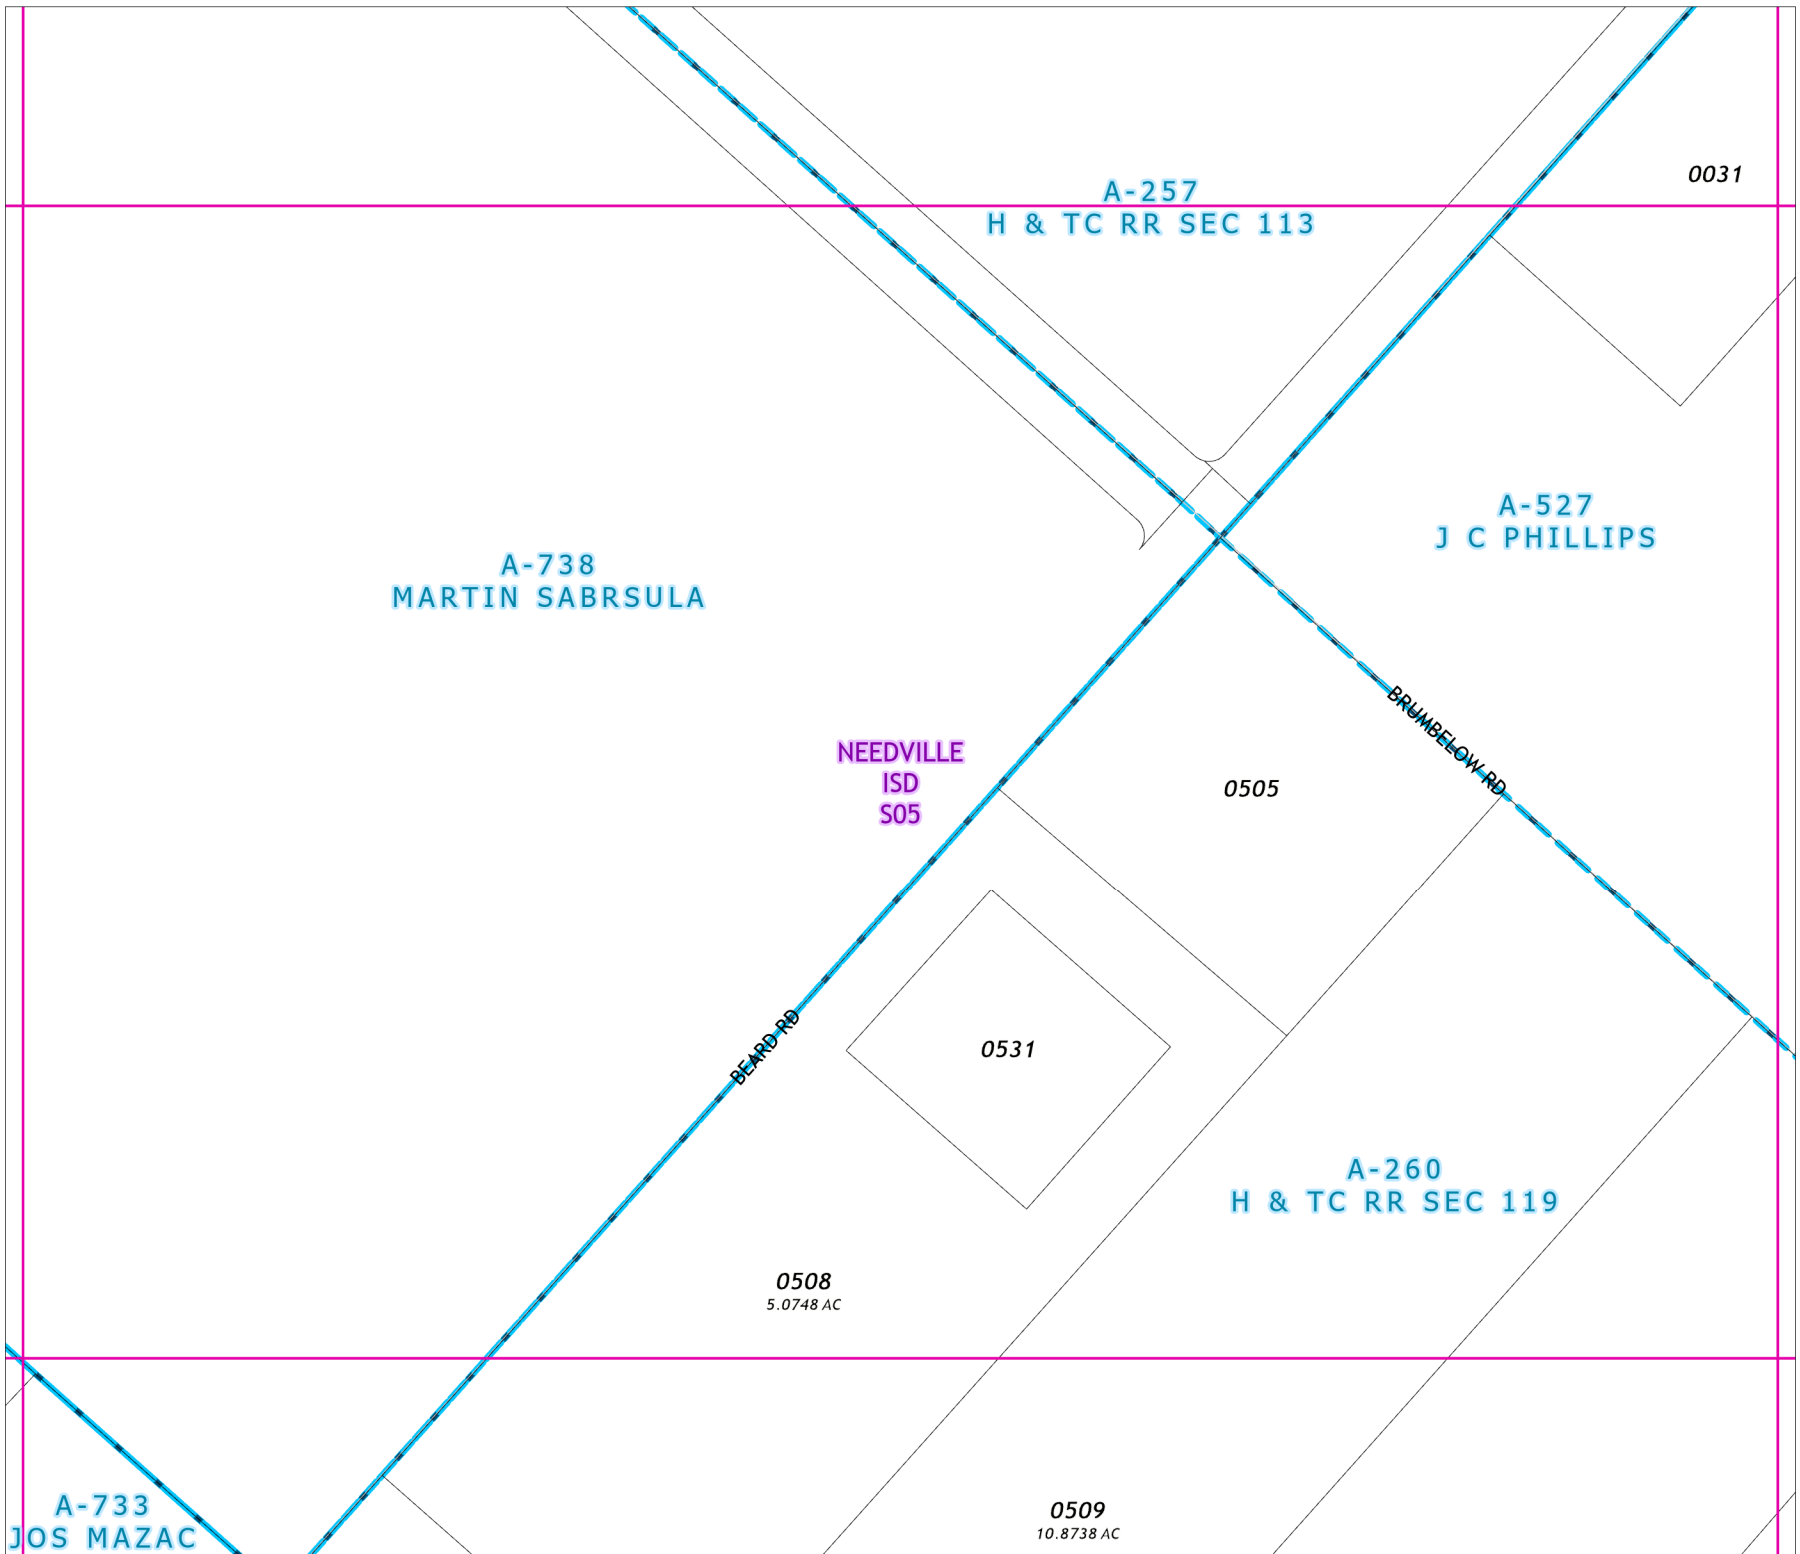 0031
A-257
H & TC RR SEC 113
A-527
J C PHILLIPS
A-738
MARTIN SABRSULA
BRUMBELOW RD
NEEDVILLE
ISD
S05
0505
BEARD RD
0531
A-260
H & TC RR SEC 119
0508
5.0748 AC
A-733
JOS MAZAC
0509
10.8738 AC